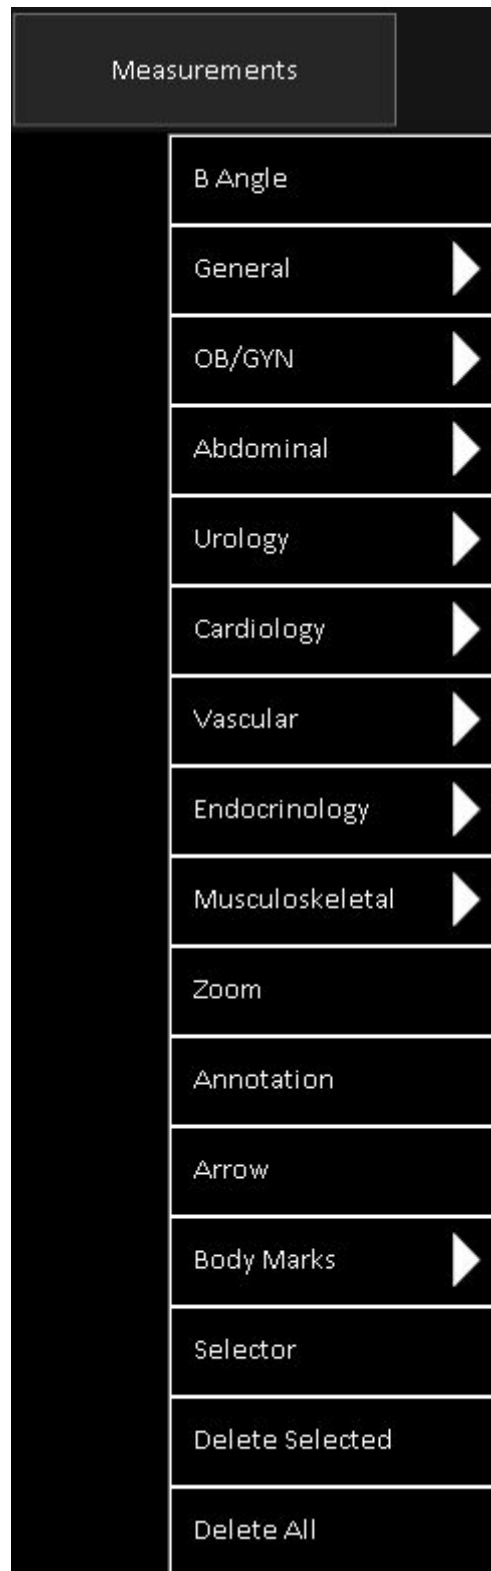 Measurements
B Angle
General
OB/GYN
Abdominal
Urology
Cardiology
Vascular
Endocrinology
Musculoskeletal
Zoom
Annotation
Arrow
Body Marks
Selector
Delete Selected
Delete All